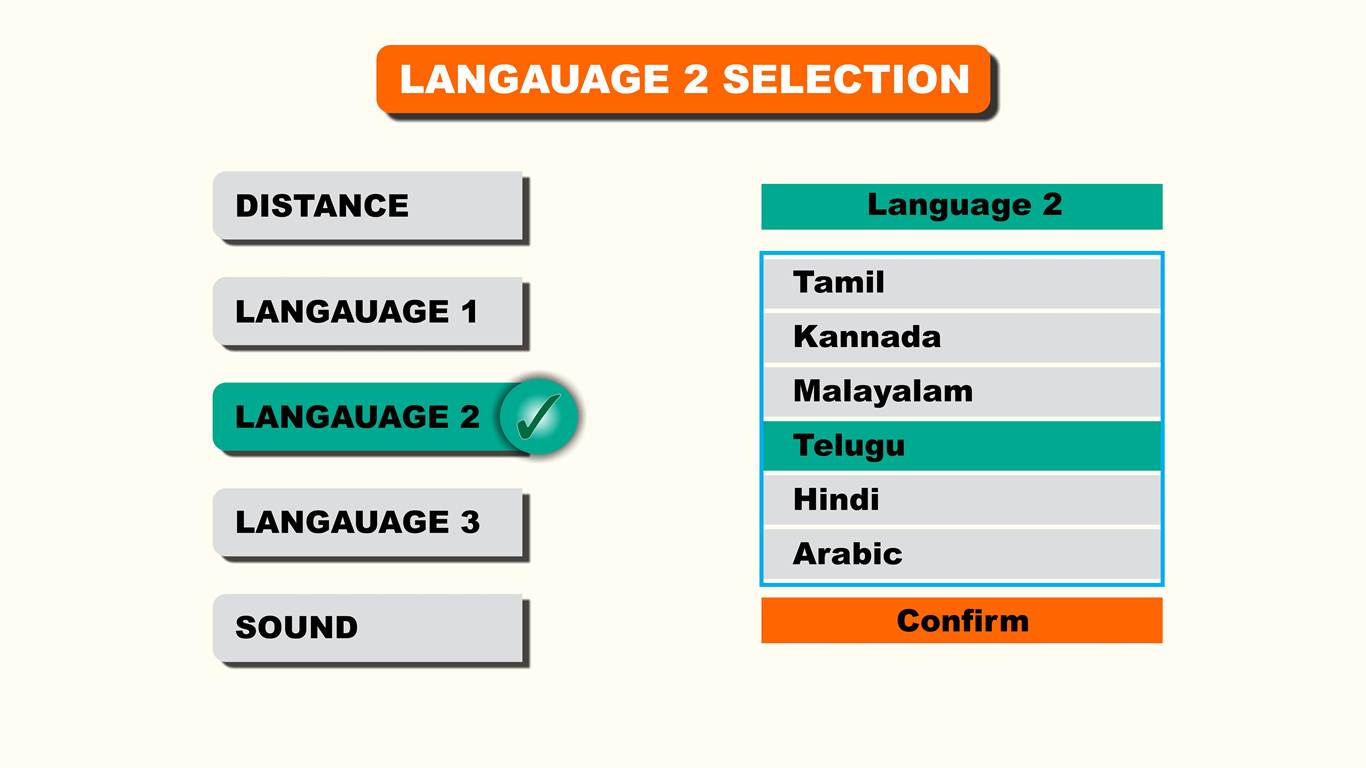 LANGAUAGE 2 SELECTION
DISTANCE
LANGAUAGE 1
LANGAUAGE 2
LANGAUAGE 3
SOUND
Language 2
Tamil
Kannada
Malayalam
Telugu
Hindi
Arabic
Confirm